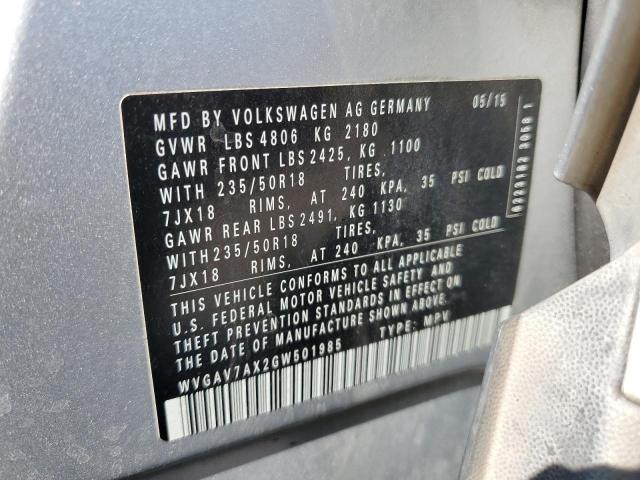 MFD BY VOLKSWAGEN AG GERMANY 05/15
GVWR LBS 4806 KG 2180
GAWR FRONT LBS 2425, KG 1100
WITH 235/50R18 TIRES,
7JX18 RIMS, AT 240 KPA, 35 PSI COLD
GAWR REAR LBS 2491, KG 1130
WITH 235/50R18 TIRES,
7JX18 RIMS, AT 240 KPA, 35 PSI COLD
THIS VEHICLE CONFORMS TO ALL APPLICABLE
U.S. FEDERAL MOTOR VEHICLE SAFETY AND
THEFT PREVENTION STANDARDS IN EFFECT ON
THE DATE OF MANUFACTURE SHOWN ABOVE.
WVGAV7AX2GW501985 TYPE: MPV